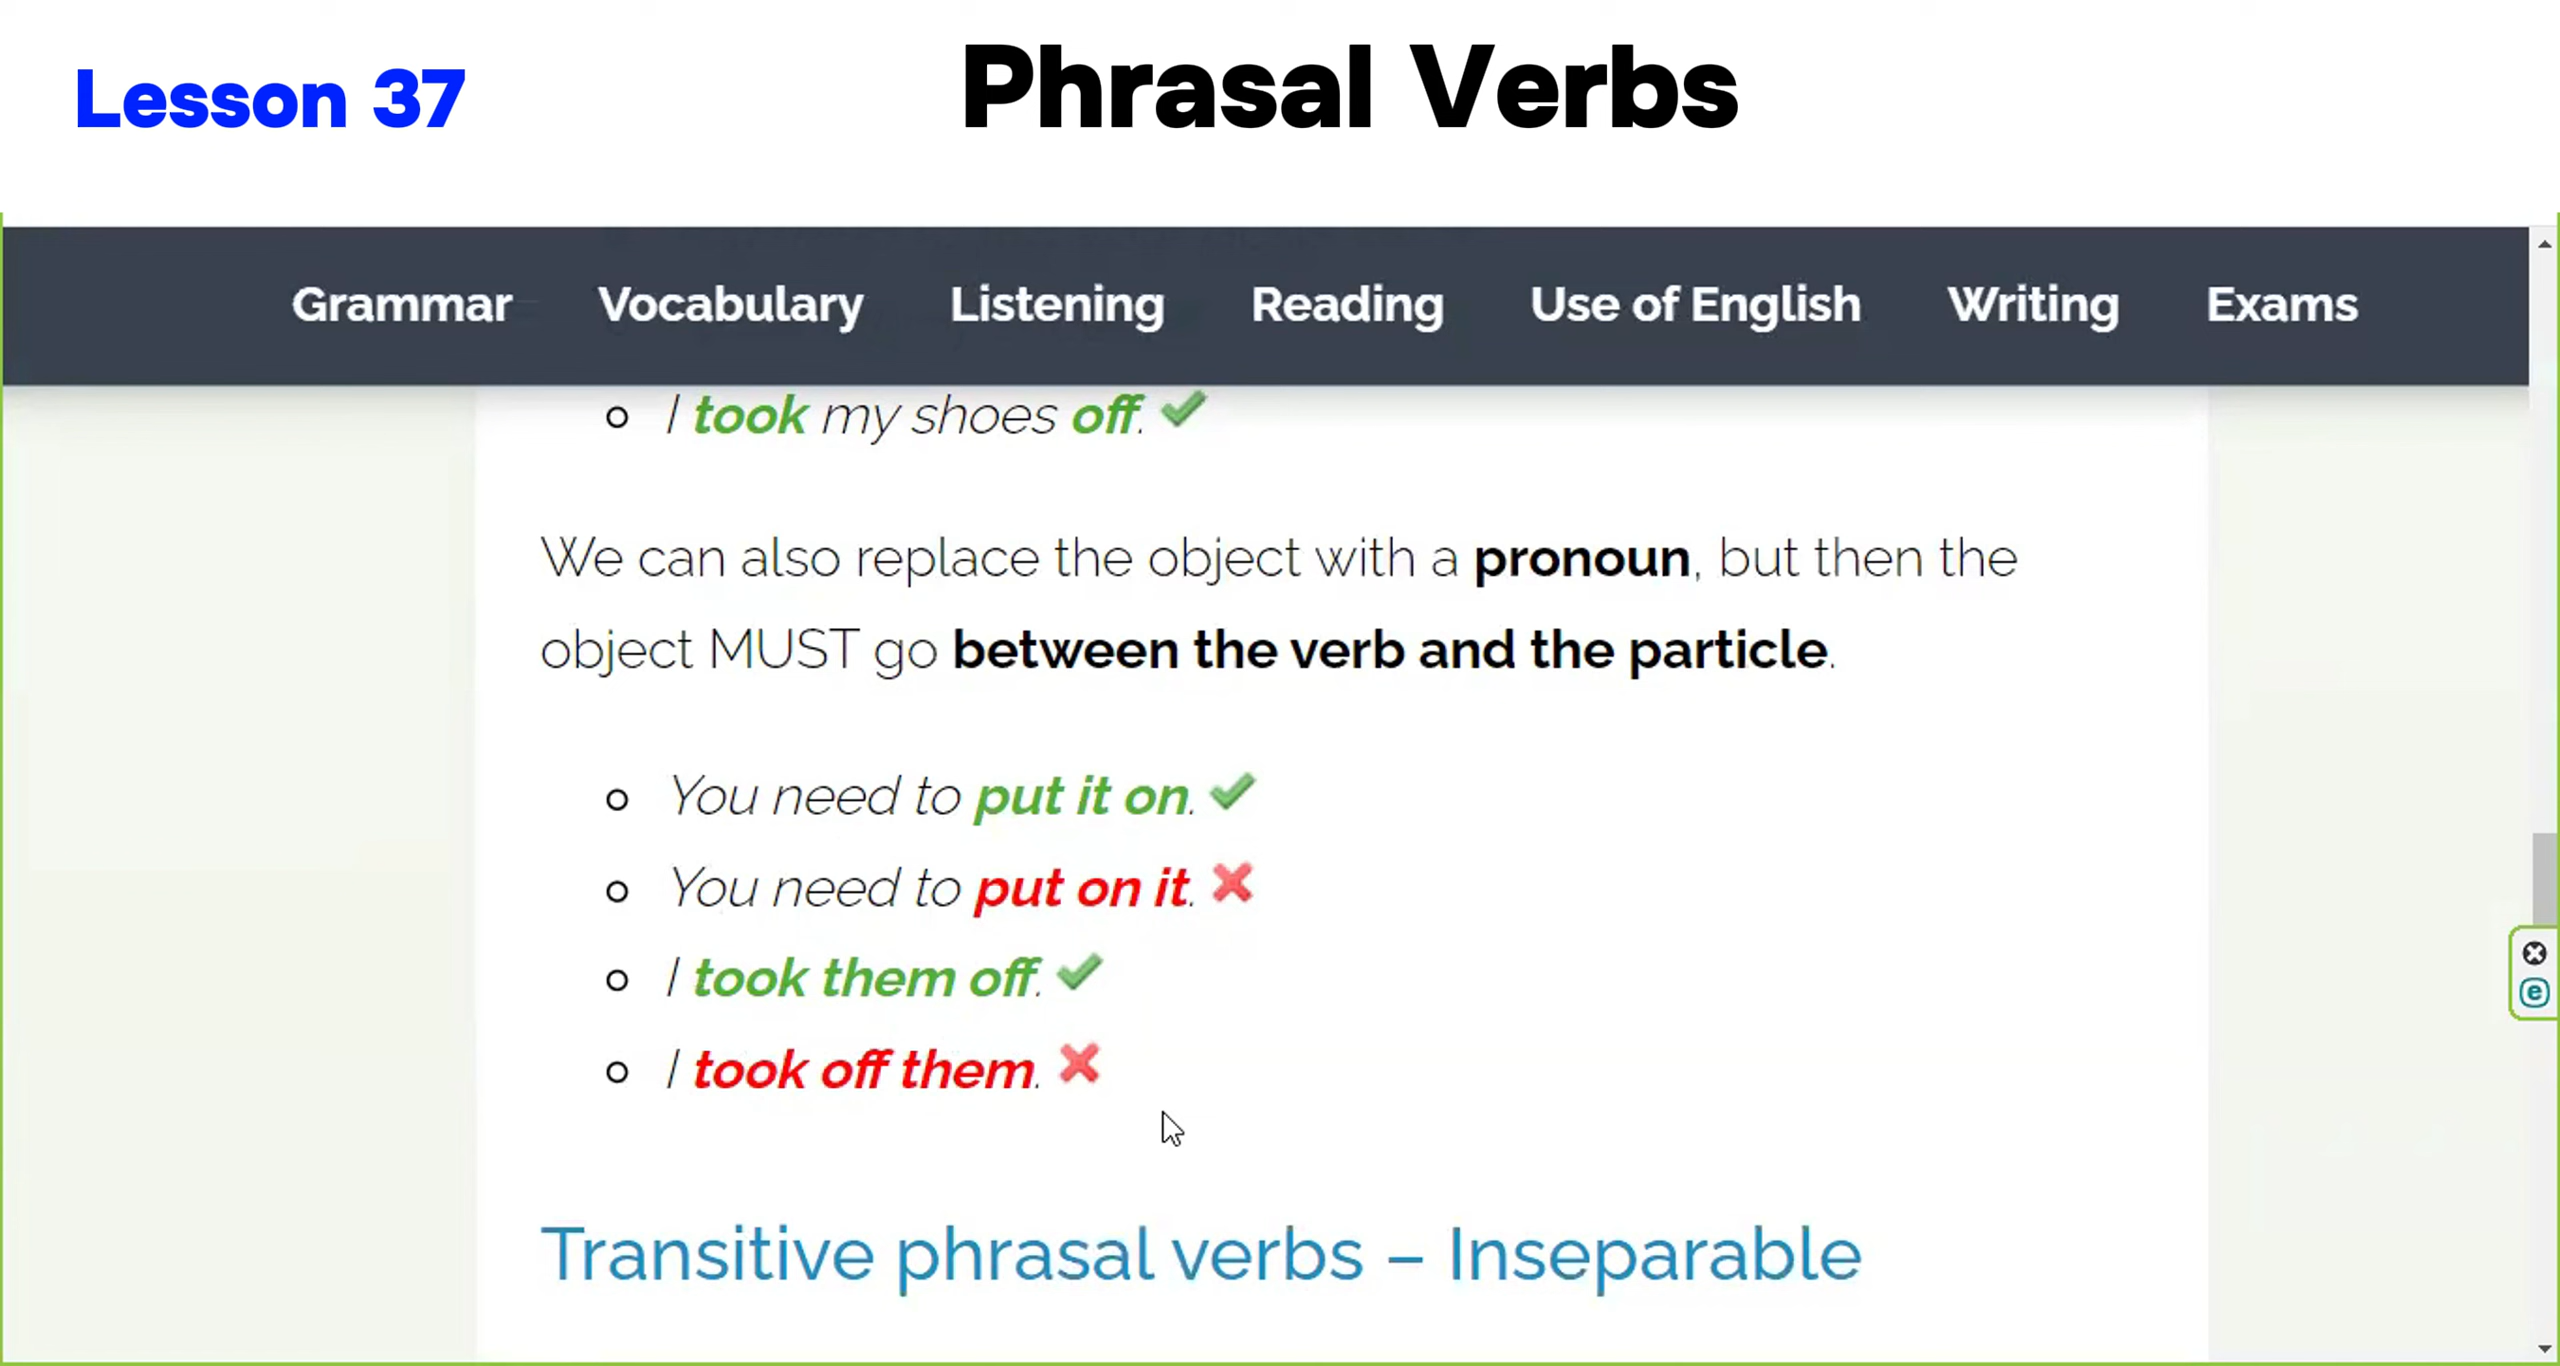 Lesson 37
Phrasal Verbs
Grammar Vocabulary Listening Reading Use of English Writing Exams
I took my shoes off.
We can also replace the object with a pronoun, but then the
object MUST go between the verb and the particle.
You need to put it on.
You need to put on it.
I took them off.
I took off them.
Transitive phrasal verbs – Inseparable
e